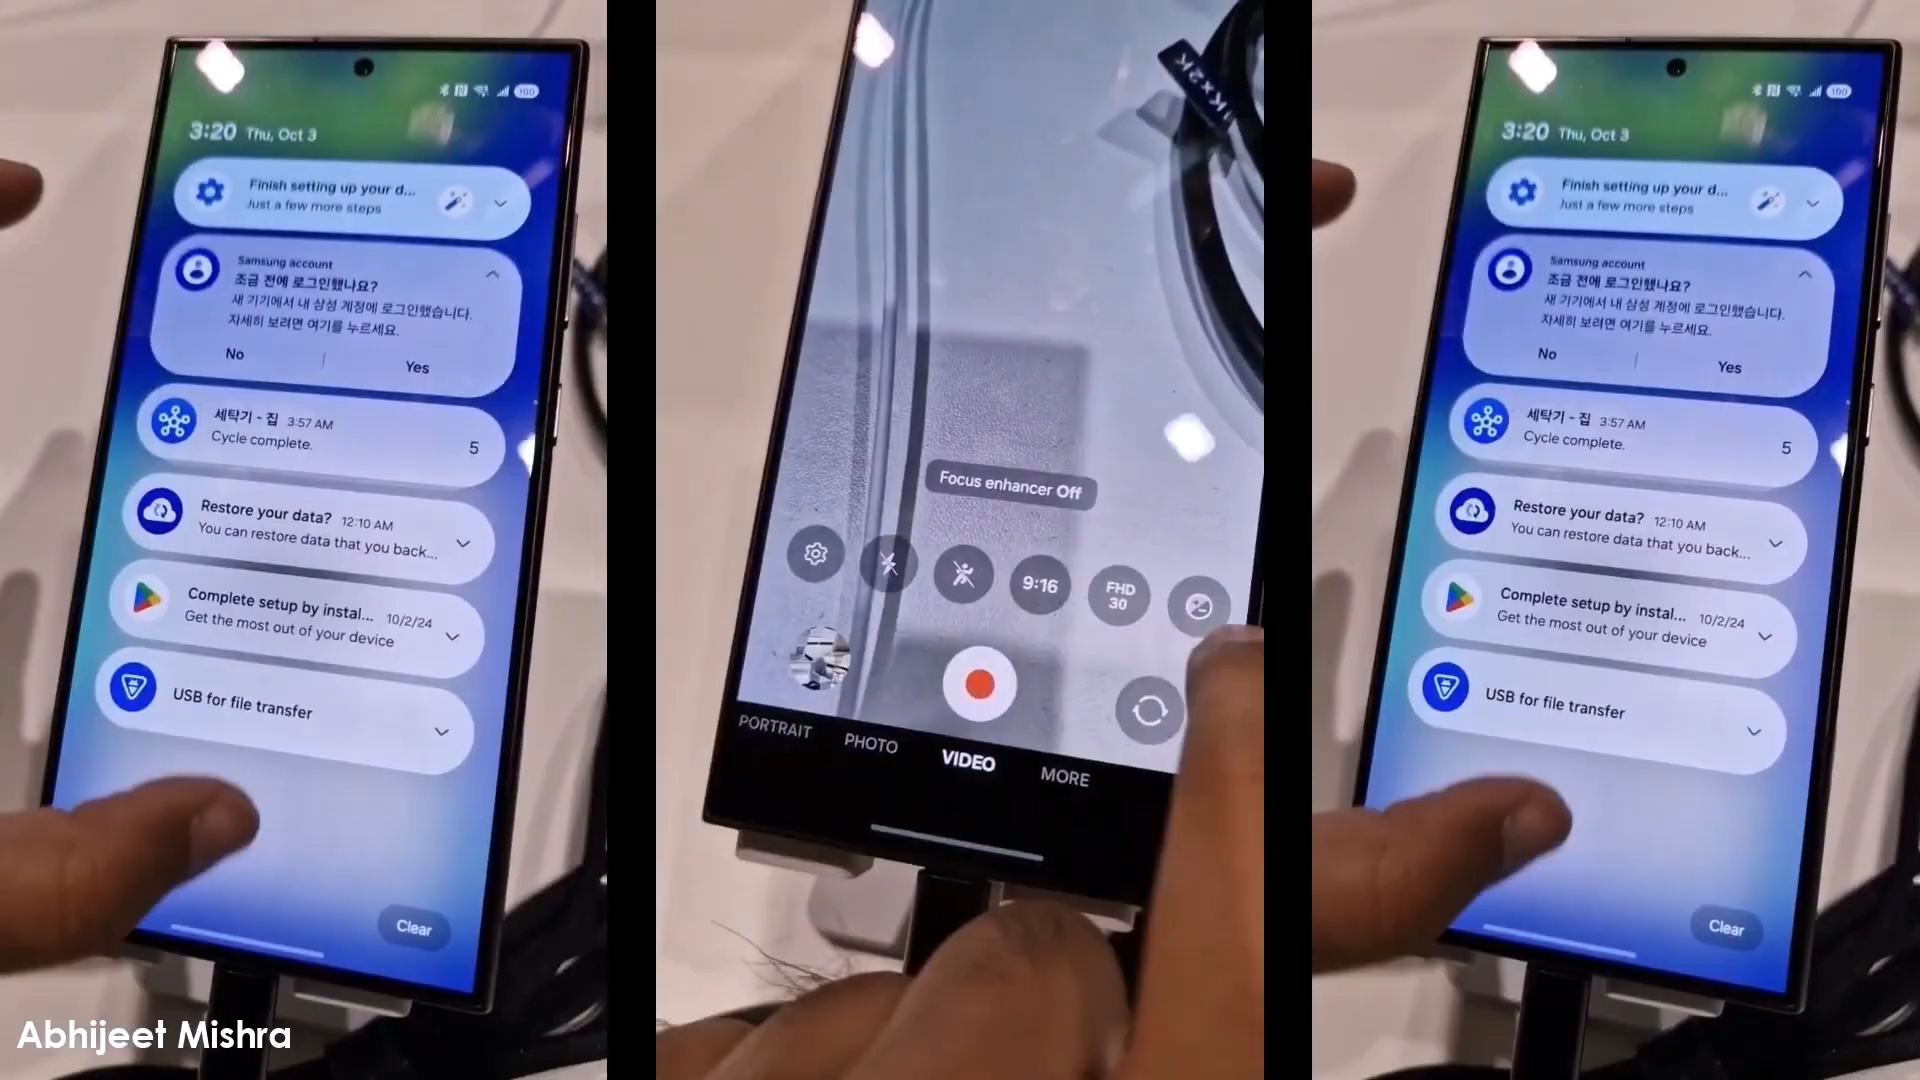 100
3:20 Thu, Oct 3
Finish setting up your d...
Just a few more steps
Samsung account
조금 전에 로그인했나요?
새 기기에서 내 삼성 계정에 로그인했습니다.
자세히 보려면 여기를 누르세요.
No
Yes
세탁기 - 집 3:57 AM
Cycle complete.
5
Restore your data? 12:10 AM
You can restore data that you back...
Complete setup by instal... 10/2/24
Get the most out of your device
USB for file transfer
Clear
Abhijeet Mishra
Kx2K
Focus enhancer Off
9:16
FHD
30
PORTRAIT PHOTO VIDEO MORE
100
3:20 Thu, Oct 3
Finish setting up your d...
Just a few more steps
Samsung account
조금 전에 로그인했나요?
새 기기에서 내 삼성 계정에 로그인했습니다.
자세히 보려면 여기를 누르세요.
No
Yes
세탁기 - 집 3:57 AM
Cycle complete.
5
Restore your data? 12:10 AM
You can restore data that you back...
Complete setup by instal... 10/2/24
Get the most out of your device
USB for file transfer
Clear